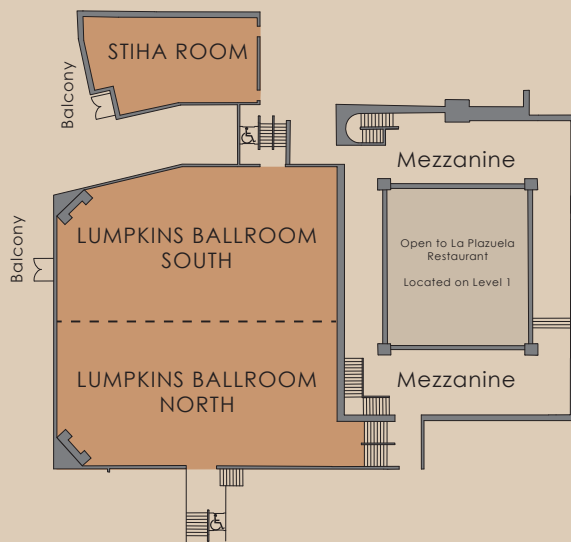 STIHA ROOM
Balcony
Mezzanine
LUMPKINS BALLROOM
SOUTH
Balcony
Open to La Plazuela
Restaurant
Located on Level 1
LUMPKINS BALLROOM
NORTH
Mezzanine